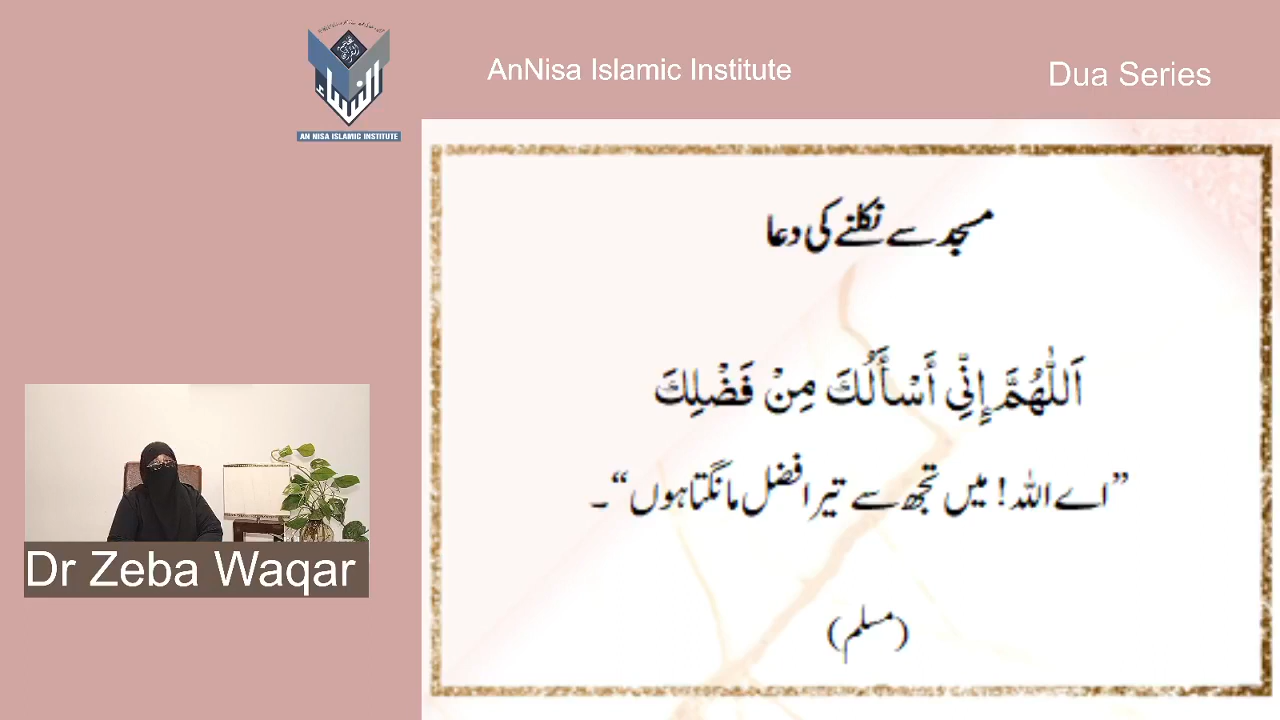 AnNisa Islamic Institute
Dua Series
النساء
AN NISA ISLAMIC INSTITUTE
مسجد سے نکلنے کی دعا
اَللّٰهُمَّ إِنِّي أَسْأَلُكَ مِنْ فَضْلِكَ
”اے اللہ! میں تجھ سے تیرا فضل مانگتا ہوں“۔
(مسلم)
Dr Zeba Waqar